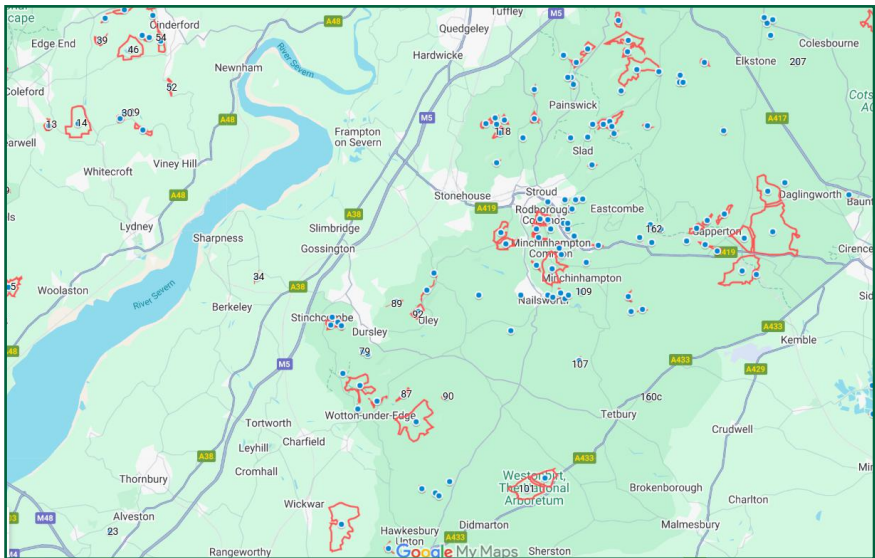 cape
Cinderford
54
39
46
Edge End
52
Coleford
13
14
Whitecroft
Viney Hill
A48
Newnham
A48
A48
River Severn
Tuffley
Quedgeley
Hardwicke
M5
M5
Frampton
on Severn
Lydney
Sharpness
Slimbridge
Gossington
A38
Woolaston
River Severn
Berkeley
34
A38
A48
Stonehouse
A419
Stroud
Rodborough
Common
Eastcombe
Minchinhampton
Common
Minchinhampton
Nailsworth
109
Painswick
118
Slad
Elkstone
207
Colesbourne
A417
Daglingworth
162
Sapperton
A419
A433
Kemble
A429
Stinchcombe
Dursley
89
92
Uley
79
87
90
Wotton-under-Edge
107
A433
160c
Tetbury
Crudwell
M5
Tortworth
Charfield
Leyhill
Cromhall
A38
Thornbury
Alveston
23
M48
Wickwar
Rangeworthy
Hawkesbury
Upton
Didmarton
A433
A433
Westonbirt,
The National
Arboretum
101
Sherston
Brokenborough
Charlton
Malmesbury
Google My Maps